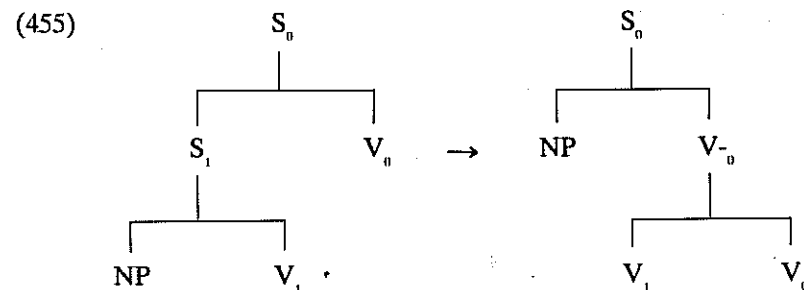 (455) S₀ S₀
S₁ V₀ → NP V-₀
NP V₁ V₁ V₀